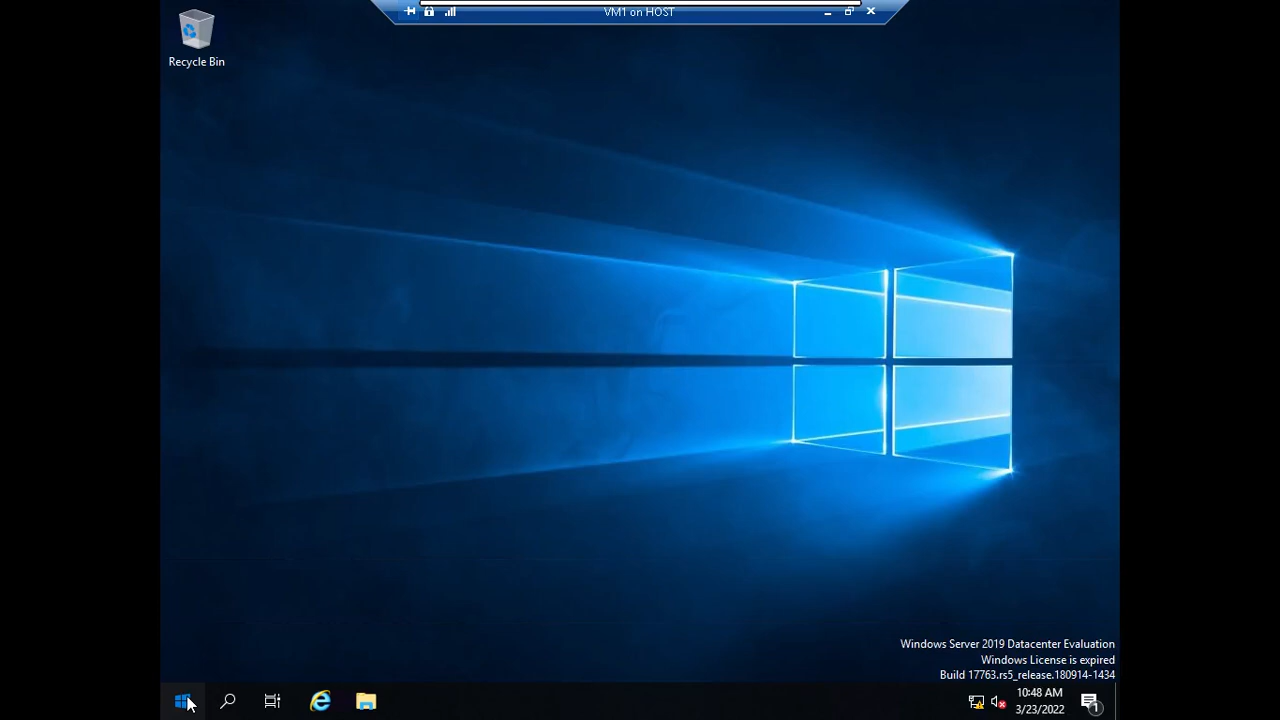 VM1 on HOST
Recycle Bin
Windows Server 2019 Datacenter Evaluation
Windows License is expired
Build 17763.rs5_release.180914-1434
10:48 AM
3/23/2022
1